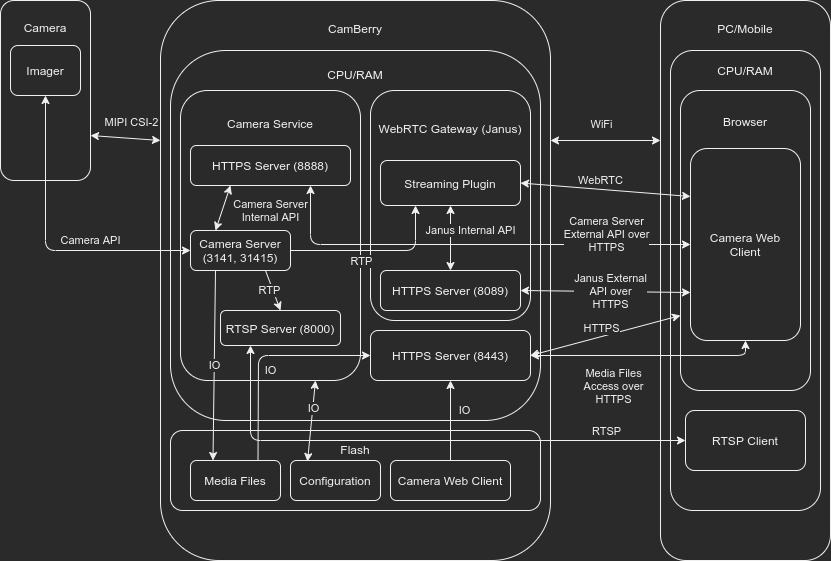 Camera
Imager
MIPI CSI-2
Camera API
CamBerry
CPU/RAM
Camera Service
HTTPS Server (8888)
Camera Server
Internal API
Camera Server
(3141, 31415)
RTP
RTSP Server (8000)
IO
IO
IO
RTP
WebRTC Gateway (Janus)
Streaming Plugin
Janus Internal API
HTTPS Server (8089)
HTTPS Server (8443)
IO
Flash
Media Files
Configuration
Camera Web Client
WiFi
WebRTC
Camera Server
External API over
HTTPS
Janus External
API over
HTTPS
HTTPS
Media Files
Access over
HTTPS
RTSP
PC/Mobile
CPU/RAM
Browser
Camera Web
Client
RTSP Client